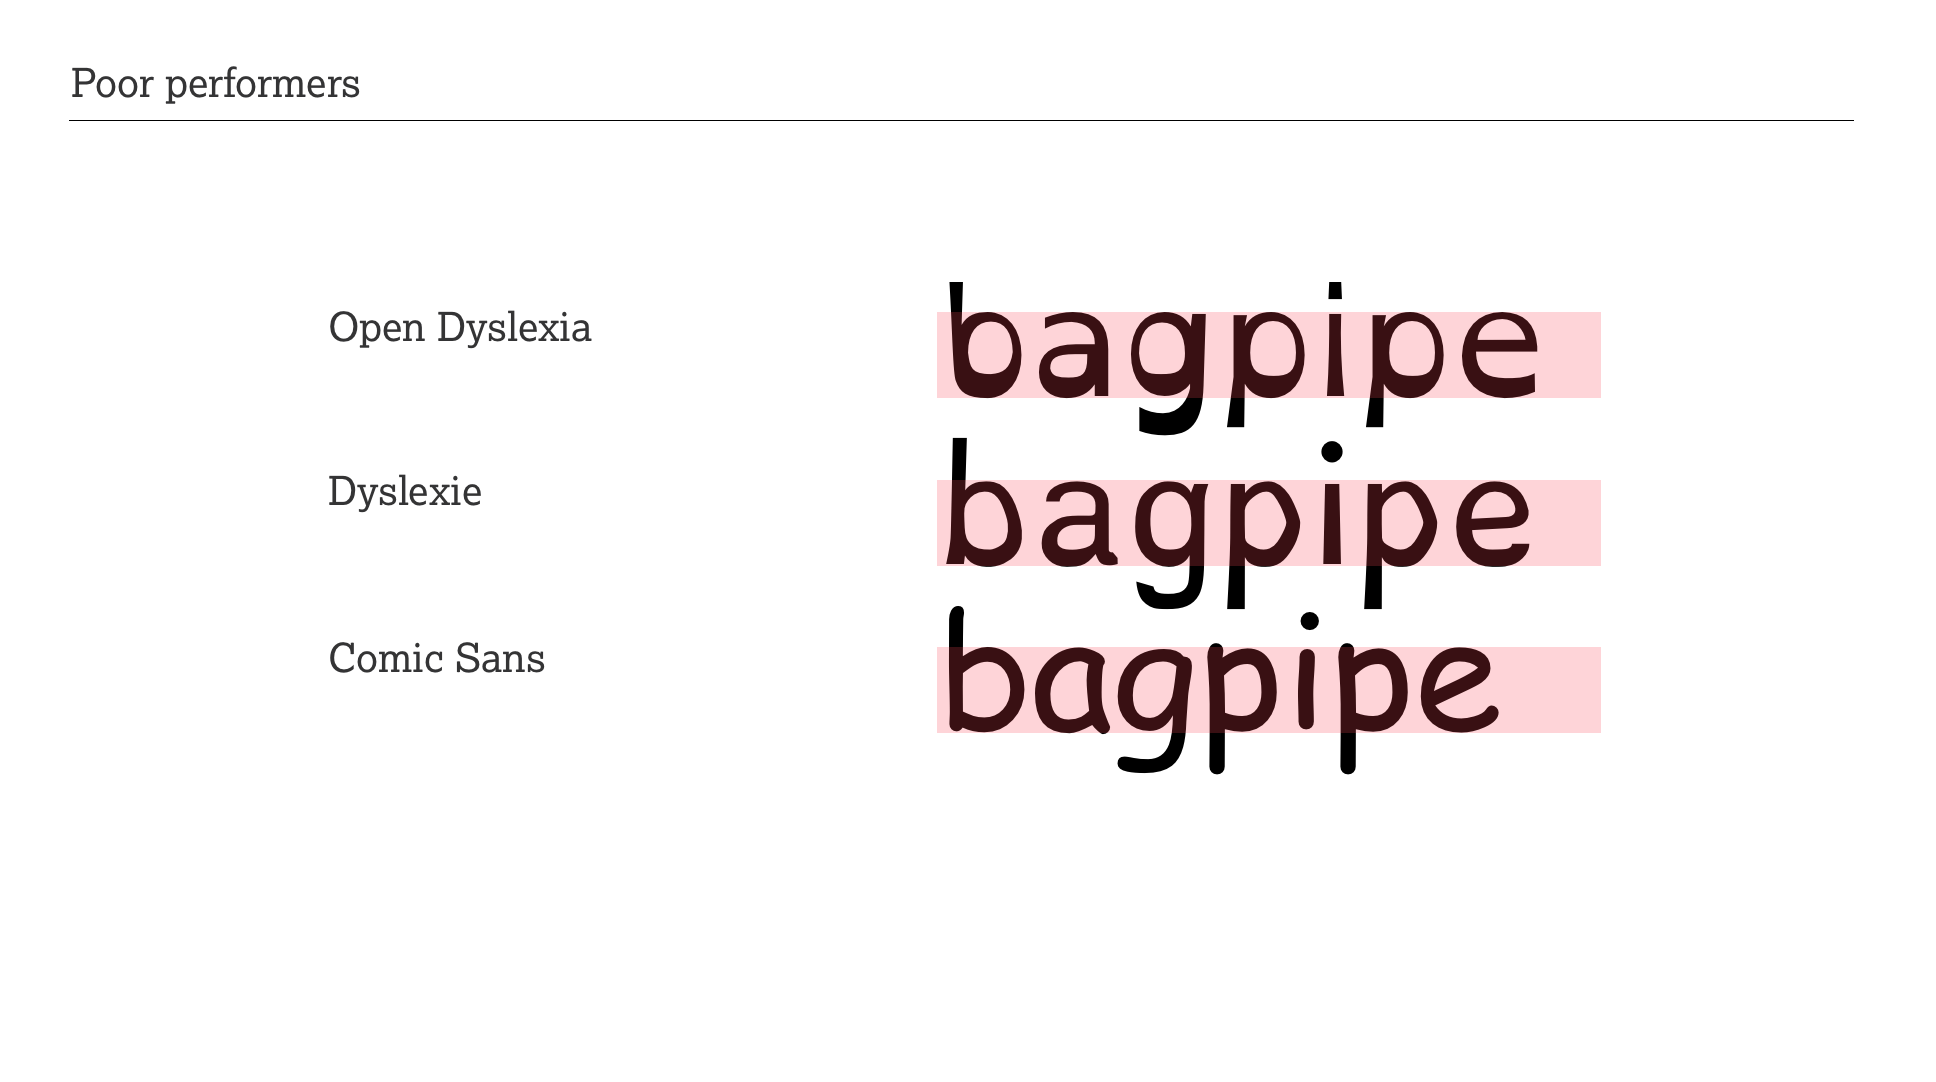 Poor performers
Open Dyslexia bagpipe
Dyslexie bagpipe
Comic Sans bagpipe